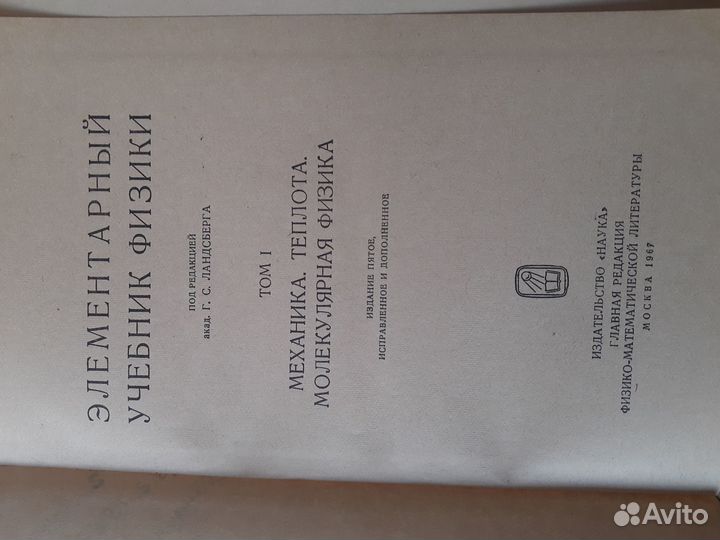 ЭЛЕМЕНТАРНЫЙ
УЧЕБНИК ФИЗИКИ
ПОД РЕДАКЦИЕЙ
акад. Г. С. ЛАНДСБЕРГА
ТОМ I
МЕХАНИКА. ТЕПЛОТА.
МОЛЕКУЛЯРНАЯ ФИЗИКА
ИЗДАНИЕ ПЯТОЕ,
ИСПРАВЛЕННОЕ И ДОПОЛНЕННОЕ
ИЗДАТЕЛЬСТВО «НАУКА»
ГЛАВНАЯ РЕДАКЦИЯ
ФИЗИКО-МАТЕМАТИЧЕСКОЙ ЛИТЕРАТУРЫ
МОСКВА 1967
Avito